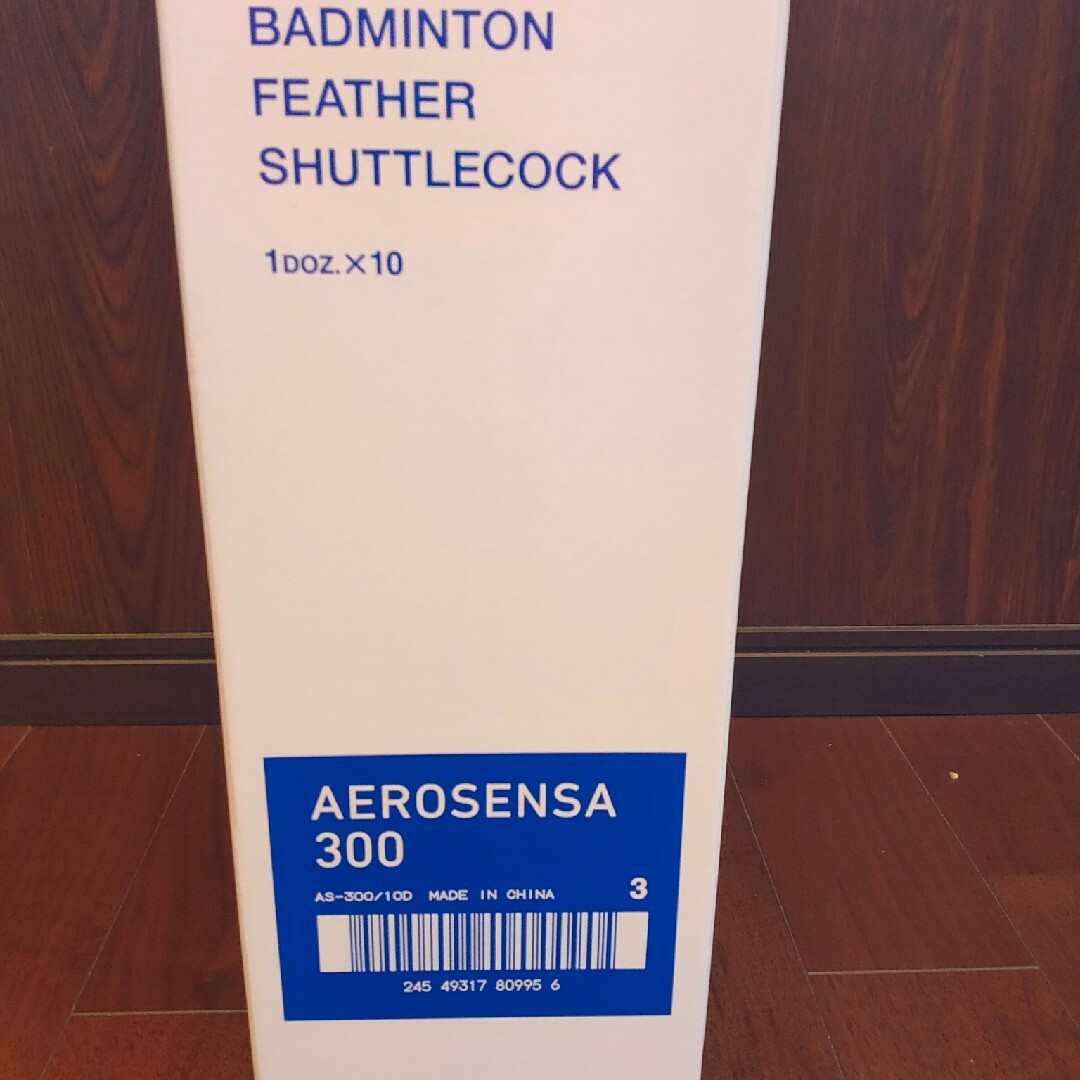 BADMINTON
FEATHER
SHUTTLECOCK
1DOZ.×10
AEROSENSA
300
AS-300/10D MADE IN CHINA 3
245 49317 80995 6